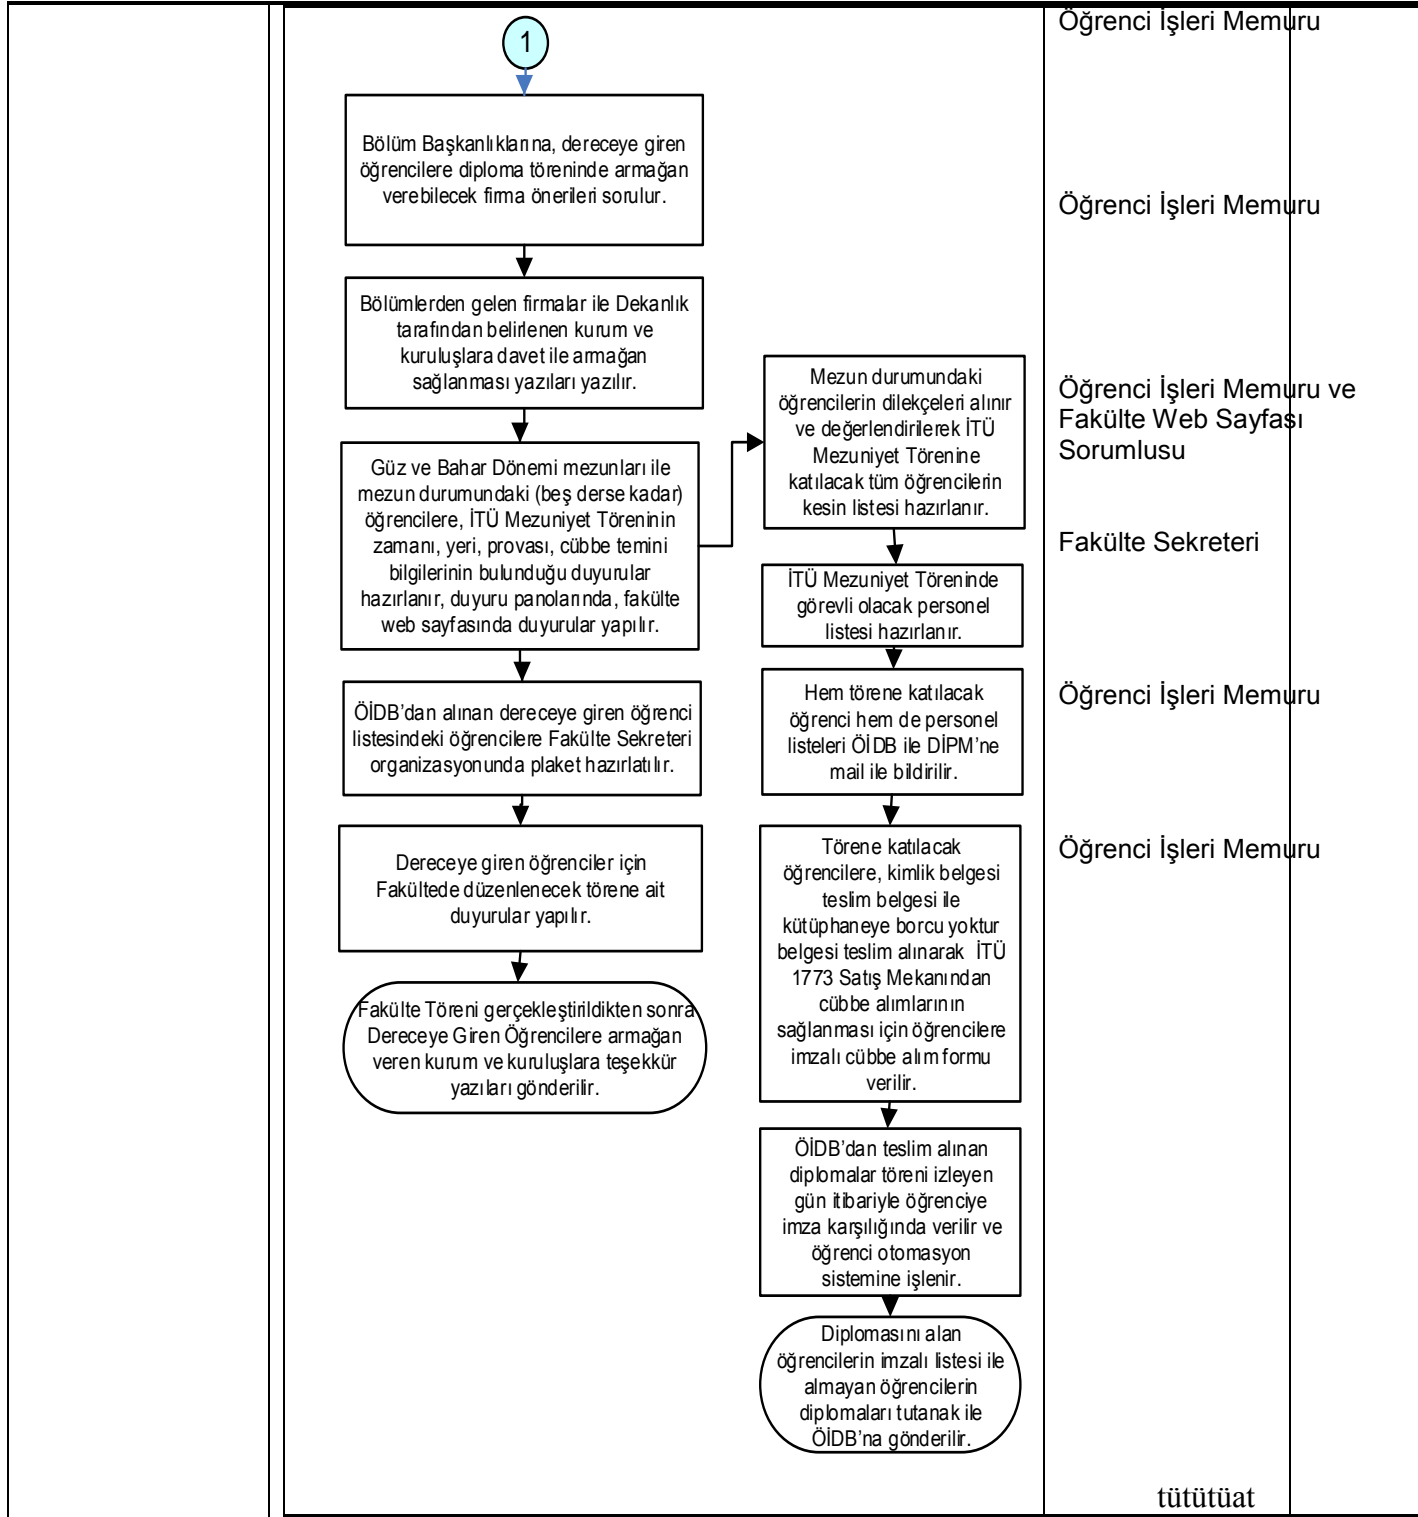 1
Bölüm Başkanlıklarına, dereceye giren
öğrencilere diploma töreninde armağan
verebilecek firma önerileri sorulur.
Bölümlerden gelen firmalar ile Dekanlık
tarafından belirlenen kurum ve
kuruluşlara davet ile armağan
sağlanması yazıları yazılır.
Güz ve Bahar Dönemi mezunları ile
mezun durumundaki (beş derse kadar)
öğrencilere, İTÜ Mezuniyet Töreninin
zamanı, yeri, provası, cübbe temini
bilgilerinin bulunduğu duyurular
hazırlanır, duyuru panolarında, fakülte
web sayfasında duyurular yapılır.
ÖİDB’dan alınan dereceye giren öğrenci
listesindeki öğrencilere Fakülte Sekreteri
organizasyonunda plaket hazırlatılır.
Dereceye giren öğrenciler için
Fakültede düzenlenecek törene ait
duyurular yapılır.
Fakülte Töreni gerçekleştirildikten sonra
Dereceye Giren Öğrencilere armağan
veren kurum ve kuruluşlara teşekkür
yazıları gönderilir.
Mezun durumundaki
öğrencilerin dilekçeleri alınır
ve değerlendirilerek İTÜ
Mezuniyet Törenine
katılacak tüm öğrencilerin
kesin listesi hazırlanır.
İTÜ Mezuniyet Töreninde
görevli olacak personel
listesi hazırlanır.
Hem törene katılacak
öğrenci hem de personel
listeleri ÖİDB ile DİPM’ne
mail ile bildirilir.
Törene katılacak
öğrencilere, kimlik belgesi
teslim belgesi ile
kütüphaneye borcu yoktur
belgesi teslim alınarak İTÜ
1773 Satış Mekanından
cübbe alımlarının
sağlanması için öğrencilere
imzalı cübbe alım formu
verilir.
ÖİDB’dan teslim alınan
diplomalar töreni izleyen
gün itibariyle öğrenciye
imza karşılığında verilir ve
öğrenci otomasyon
sistemine işlenir.
Diplomasını alan
öğrencilerin imzalı listesi ile
almayan öğrencilerin
diplomaları tutanak ile
ÖİDB’na gönderilir.
Öğrenci İşleri Memuru
Öğrenci İşleri Memuru
Öğrenci İşleri Memuru ve
Fakülte Web Sayfası
Sorumlusu
Fakülte Sekreteri
Öğrenci İşleri Memuru
Öğrenci İşleri Memuru
tütütüat